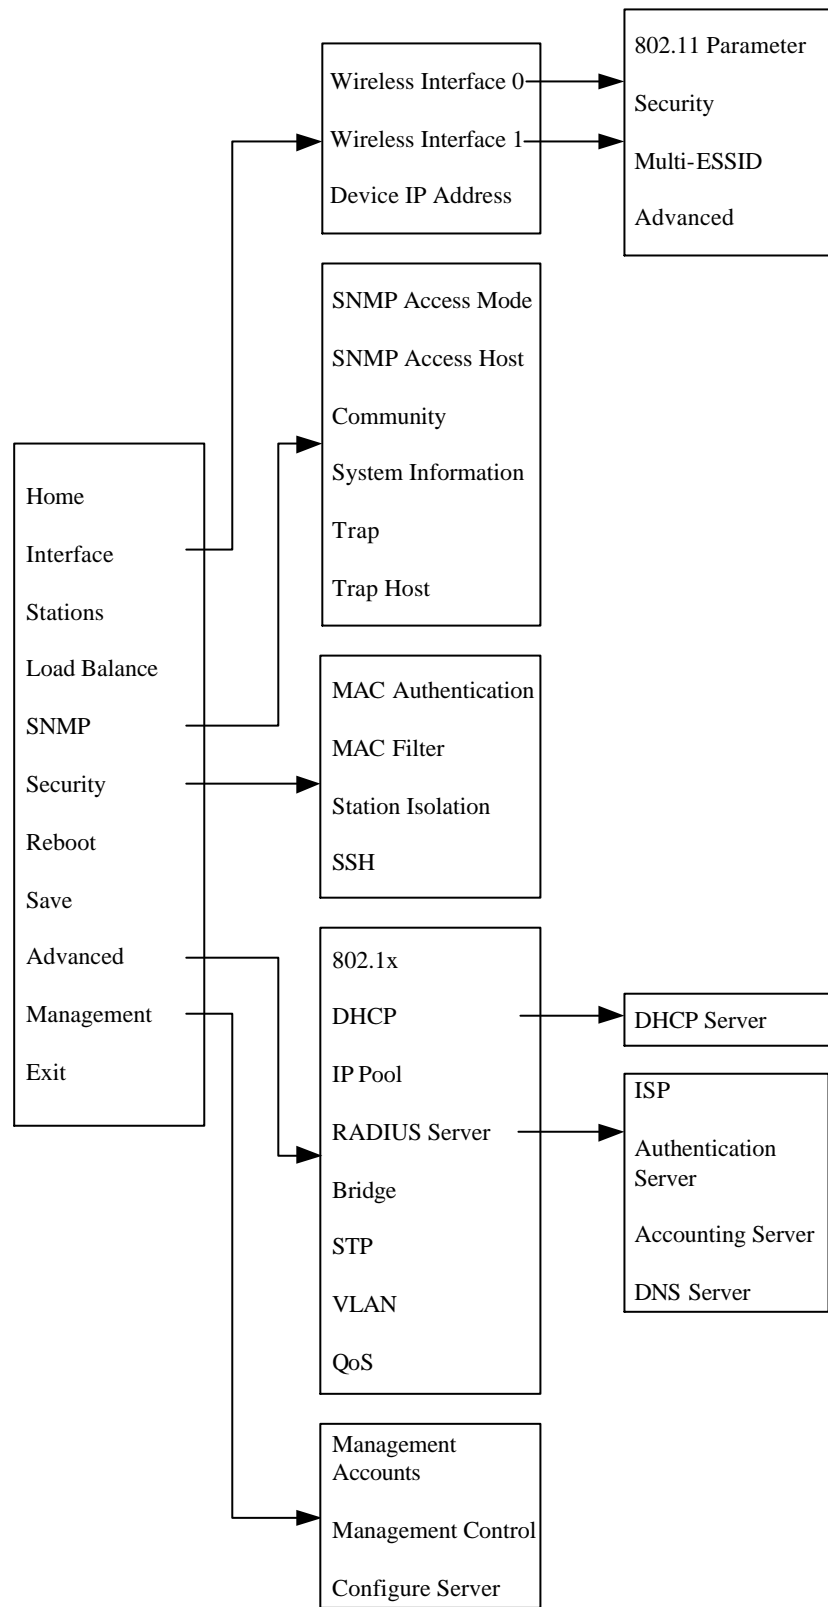 Home
Interface
Stations
Load Balance
SNMP
Security
Reboot
Save
Advanced
Management
Exit
Wireless Interface 0
Wireless Interface 1
Device IP Address
SNMP Access Mode
SNMP Access Host
Community
System Information
Trap
Trap Host
MAC Authentication
MAC Filter
Station Isolation
SSH
802.1x
DHCP
IP Pool
RADIUS Server
Bridge
STP
VLAN
QoS
Management
Accounts
Management Control
Configure Server
802.11 Parameter
Security
Multi-ESSID
Advanced
DHCP Server
ISP
Authentication
Server
Accounting Server
DNS Server